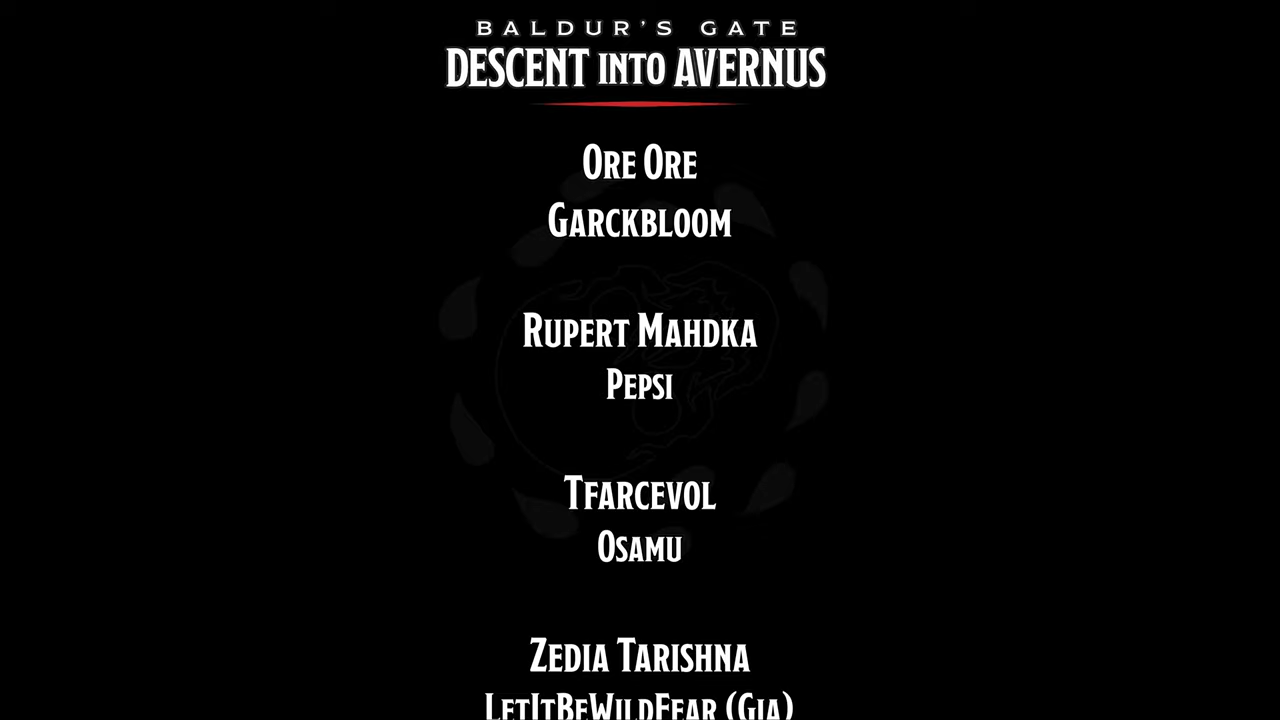 BALDUR'S GATE
DESCENT INTO AVERNUS
ORE ORE
GARCKBLOOM
RUPERT MAHDKA
PEPSI
TFARCEVOL
OSAMU
ZEDIA TARISHNA
LETITBEWILDFEAR (GIA)